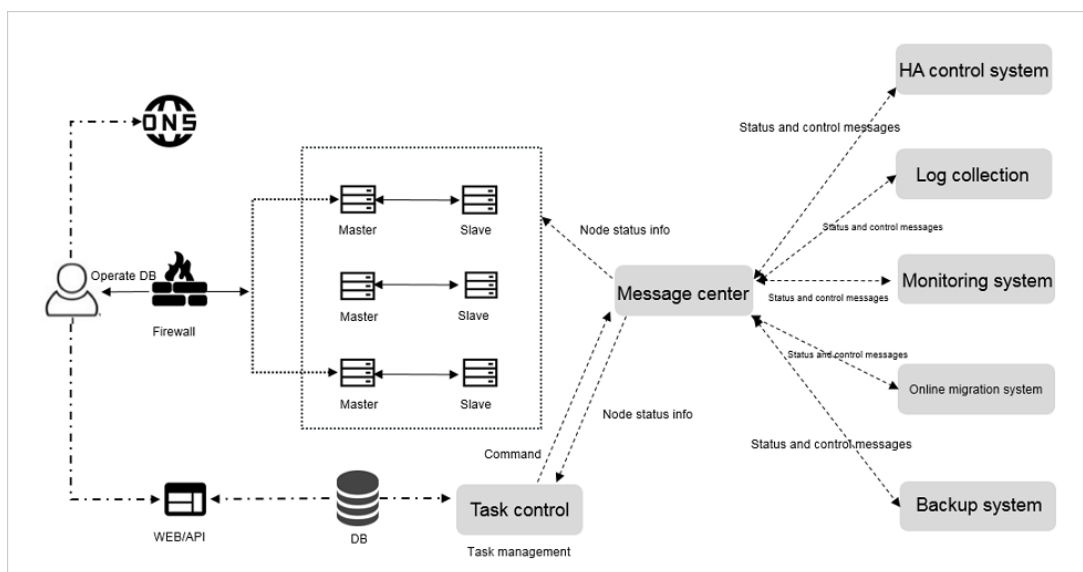 HA control system
Status and control messages
ONS
Log collection
Master
Slave
Node status info
Status and control messages
Operate DB
Firewall
Master
Slave
Message center
Monitoring system
Status and control messages
Status and control messages
Online migration system
Master
Slave
Node status info
Command
Status and control messages
WEB/API
DB
Task control
Backup system
Task management